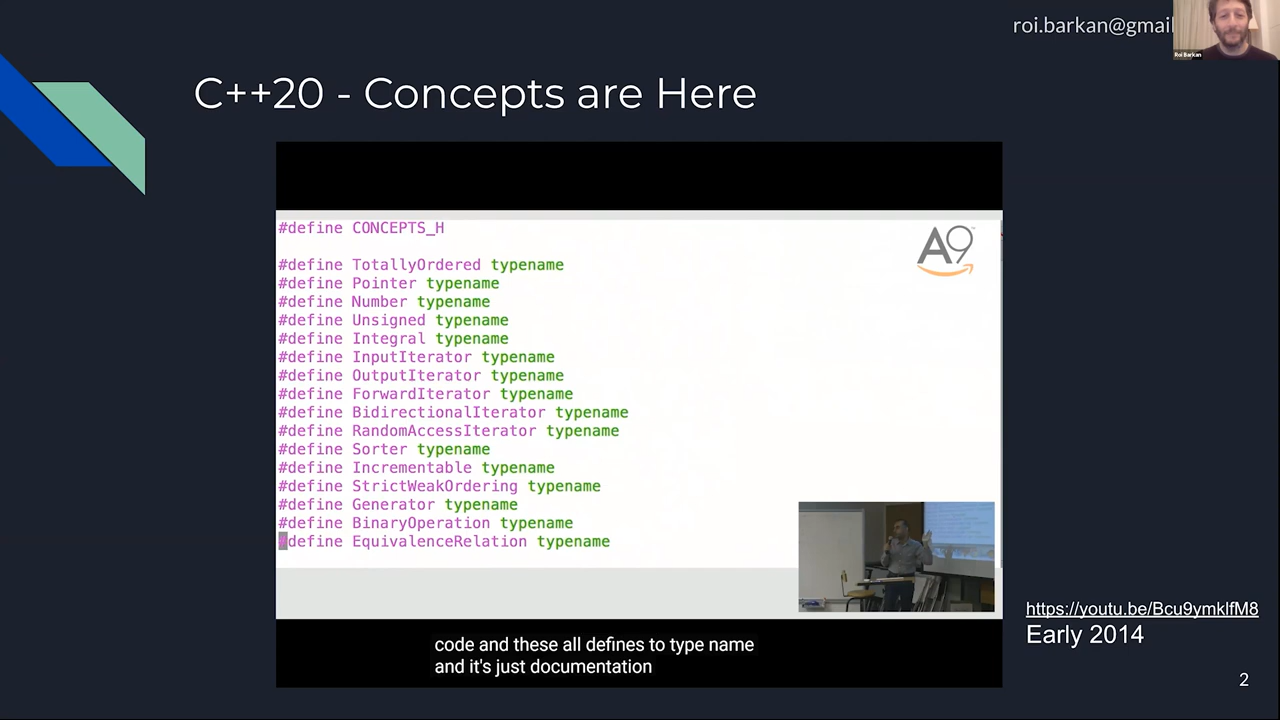 roi.barkan@gmail
Roi Barkan
C++20 - Concepts are Here
#define CONCEPTS_H
A9
#define TotallyOrdered typename
#define Pointer typename
#define Number typename
#define Unsigned typename
#define Integral typename
#define InputIterator typename
#define OutputIterator typename
#define ForwardIterator typename
#define BidirectionalIterator typename
#define RandomAccessIterator typename
#define Sorter typename
#define Incrementable typename
#define StrictWeakOrdering typename
#define Generator typename
#define BinaryOperation typename
#define EquivalenceRelation typename
https://youtu.be/Bcu9ymklfM8
Early 2014
code and these all defines to type name
and it's just documentation
2